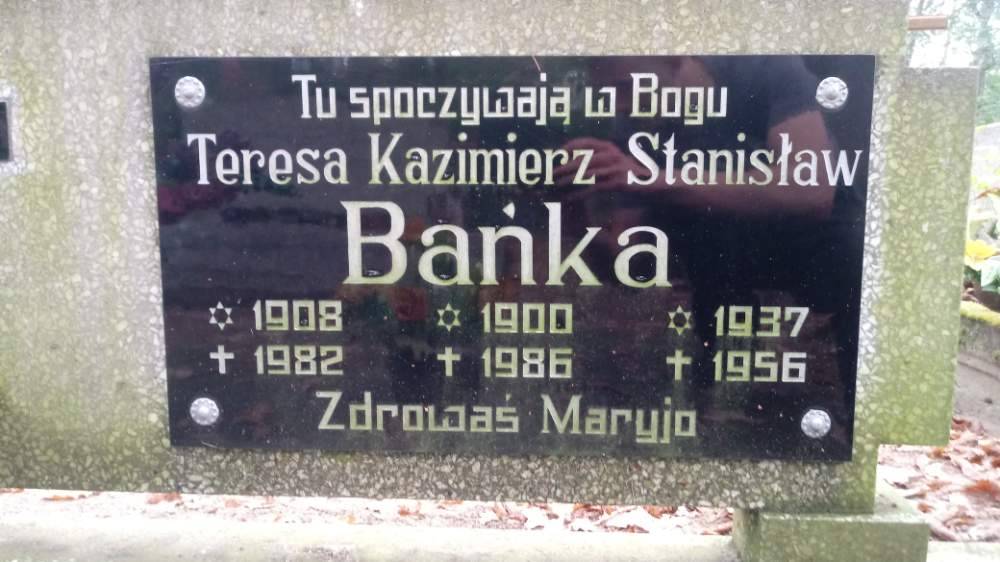 Tu spoczywają w Bogu
Teresa Kazimierz Stanisław
Bańka
✡ 1908 ✡ 1900 ✡ 1937
✝ 1982 ✝ 1986 ✝ 1956
Zdrowaś Maryjo